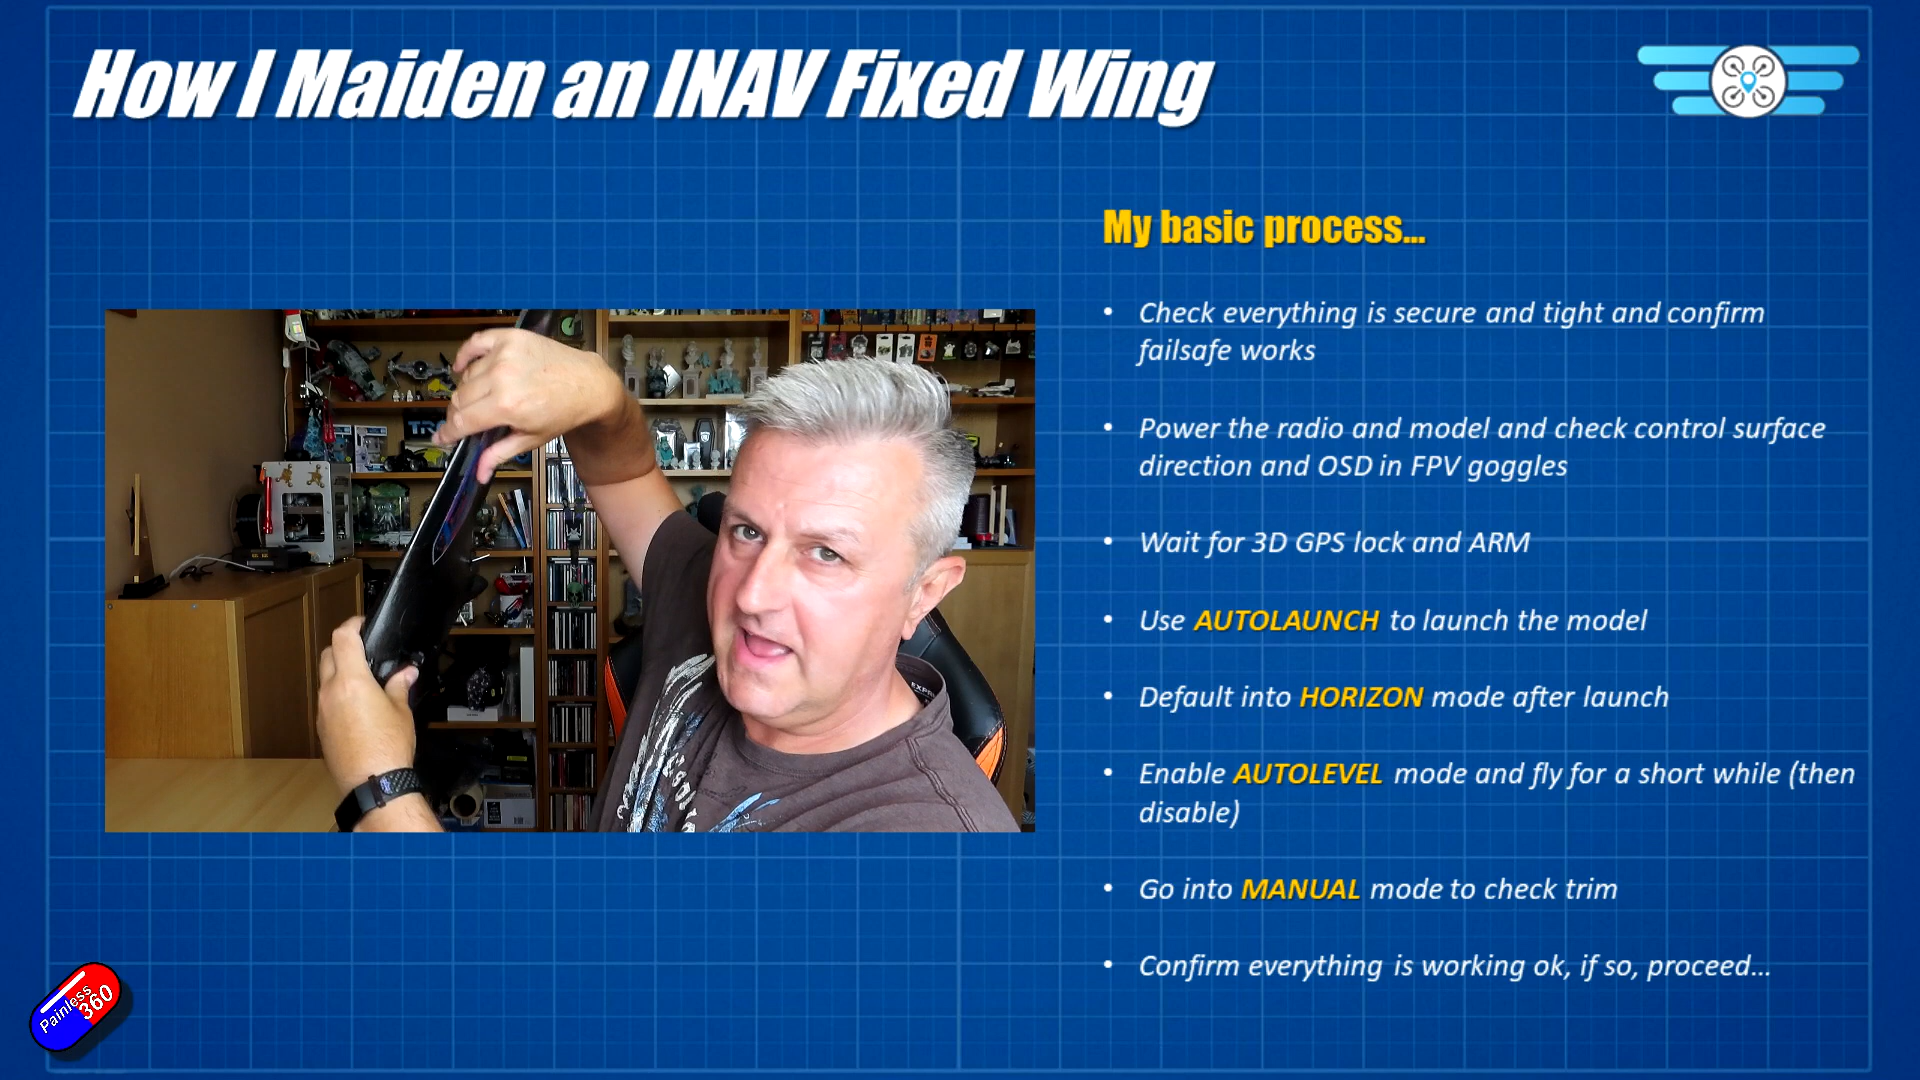 How I Maiden an INAV Fixed Wing
My basic process...
• Check everything is secure and tight and confirm
failsafe works
• Power the radio and model and check control surface
direction and OSD in FPV goggles
• Wait for 3D GPS lock and ARM
• Use AUTOLAUNCH to launch the model
• Default into HORIZON mode after launch
• Enable AUTOLEVEL mode and fly for a short while (then
disable)
• Go into MANUAL mode to check trim
• Confirm everything is working ok, if so, proceed...
Painless
360